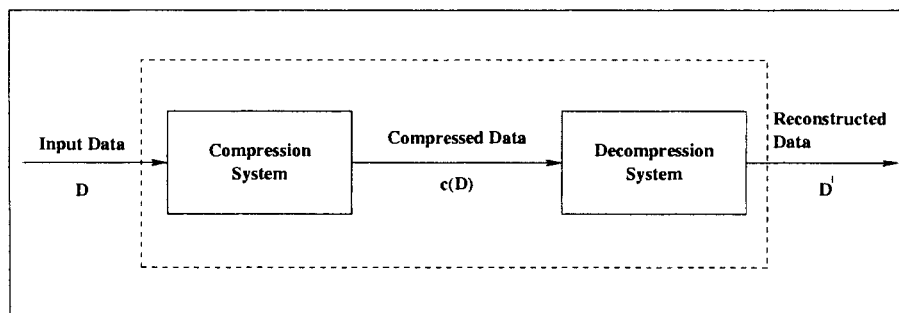 Input Data
D
Compression
System
Compressed Data
c(D)
Decompression
System
Reconstructed
Data
D'